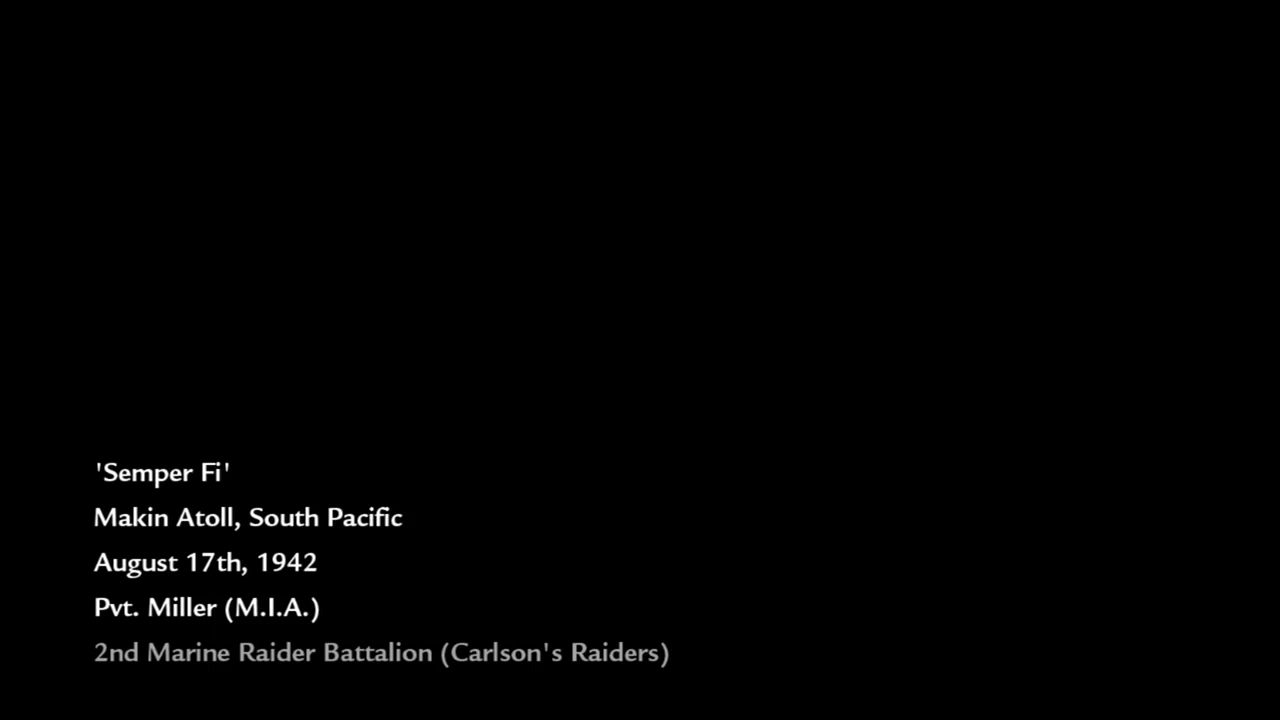 'Semper Fi'
Makin Atoll, South Pacific
August 17th, 1942
Pvt. Miller (M.I.A.)
2nd Marine Raider Battalion (Carlson's Raiders)